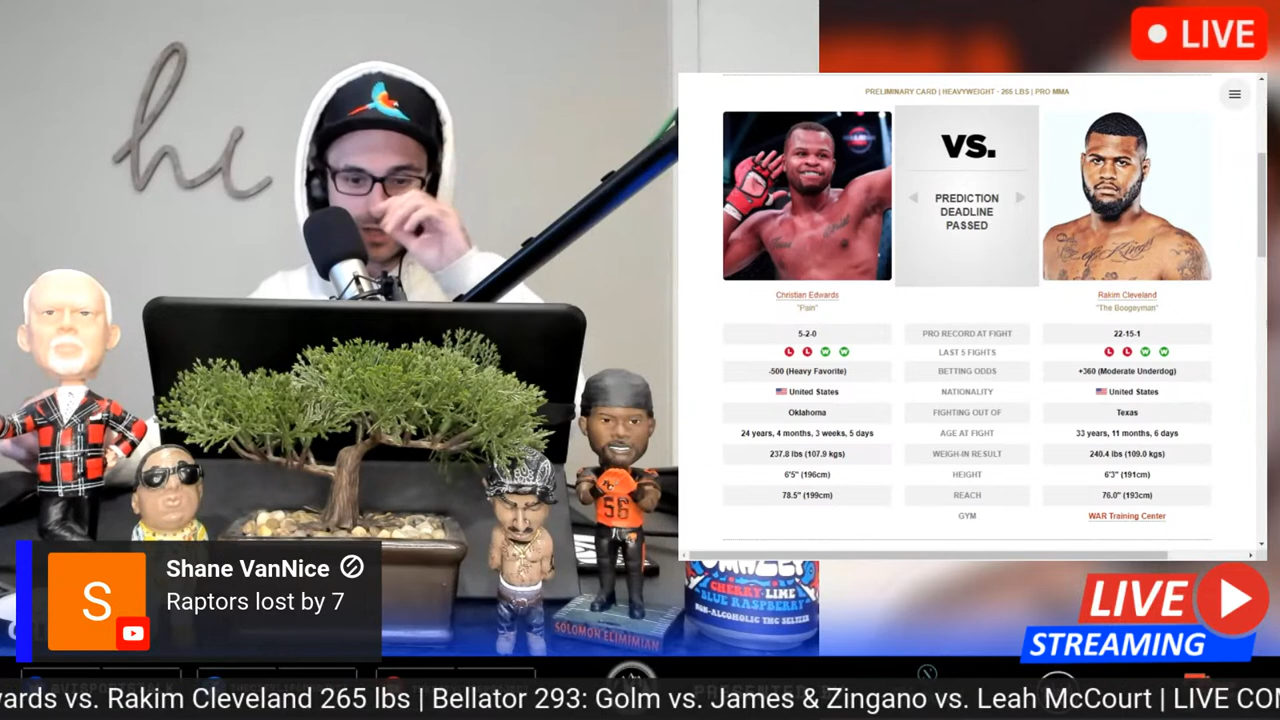 hi
LIVE
PRELIMINARY CARD | HEAVYWEIGHT · 265 LBS | PRO MMA
VS.
PREDICTION
DEADLINE
PASSED
Christian Edwards
Rakim Cleveland
"Pain"
"The Boogeyman"
5-2-0
PRO RECORD AT FIGHT
22-15-1
L L W W
LAST 5 FIGHTS
L L W W
-500 (Heavy Favorite)
BETTING ODDS
+360 (Moderate Underdog)
United States
NATIONALITY
United States
Oklahoma
FIGHTING OUT OF
Texas
24 years, 4 months, 3 weeks, 5 days
AGE AT FIGHT
33 years, 11 months, 6 days
237.8 lbs (107.9 kgs)
WEIGH-IN RESULT
240.4 lbs (109.0 kgs)
6'5" (196cm)
HEIGHT
6'3" (191cm)
78.5" (199cm)
REACH
76.0" (193cm)
GYM
WAR Training Center
56
S
Shane VanNice
Raptors lost by 7
CHERRY-LIME
BLUE RASPBERRY
NON-ALCOHOLIC THC SELTZER
SOLOMON ELIMIMIAN
LIVE
STREAMING
wards vs. Rakim Cleveland 265 lbs | Bellator 293: Golm vs. James & Zingano vs. Leah McCourt | LIVE CO